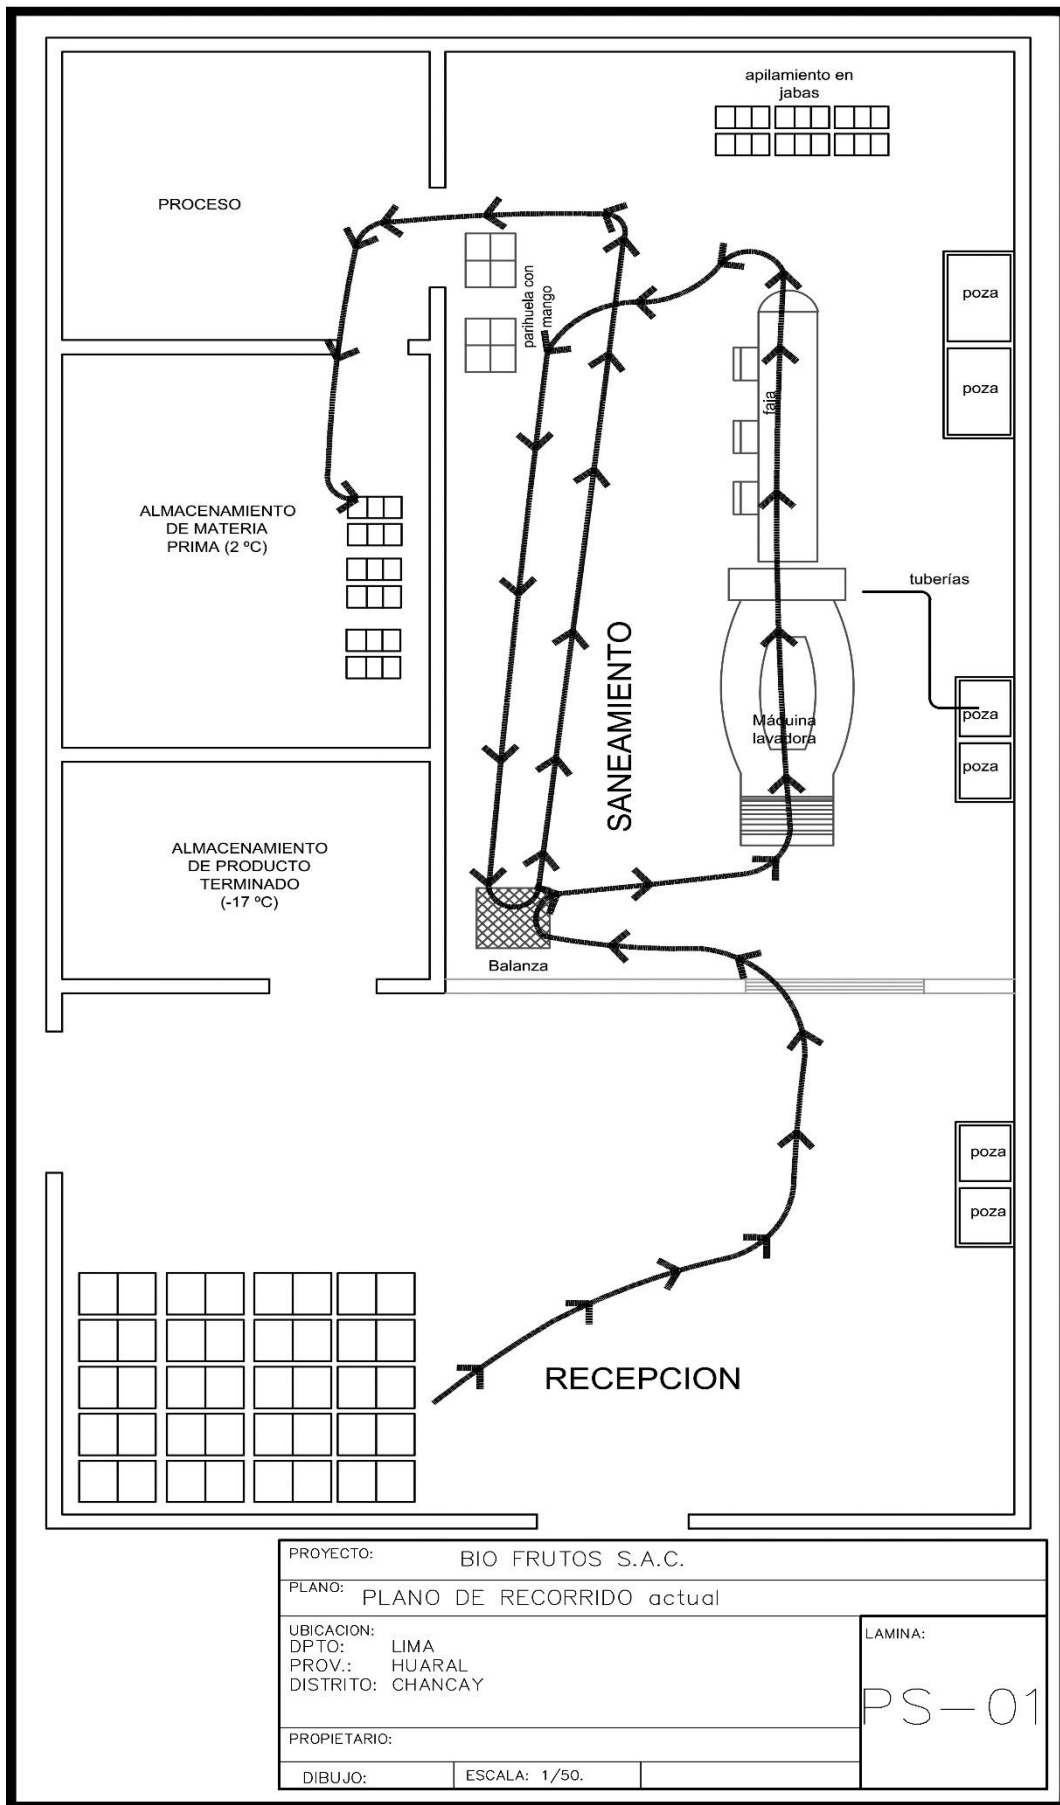 apilamiento en
jabas
PROCESO
parihuela con
mango
poza
poza
faja
ALMACENAMIENTO
DE MATERIA
PRIMA (2 ºC)
tuberías
SANEAMIENTO
Máquina
lavadora
poza
poza
ALMACENAMIENTO
DE PRODUCTO
TERMINADO
(-17 ºC)
Balanza
poza
poza
RECEPCION
PROYECTO: BIO FRUTOS S.A.C.
PLANO: PLANO DE RECORRIDO actual
UBICACION:
DPTO: LIMA
PROV.: HUARAL
DISTRITO: CHANCAY
LAMINA:
PS-01
PROPIETARIO:
DIBUJO:
ESCALA: 1/50.